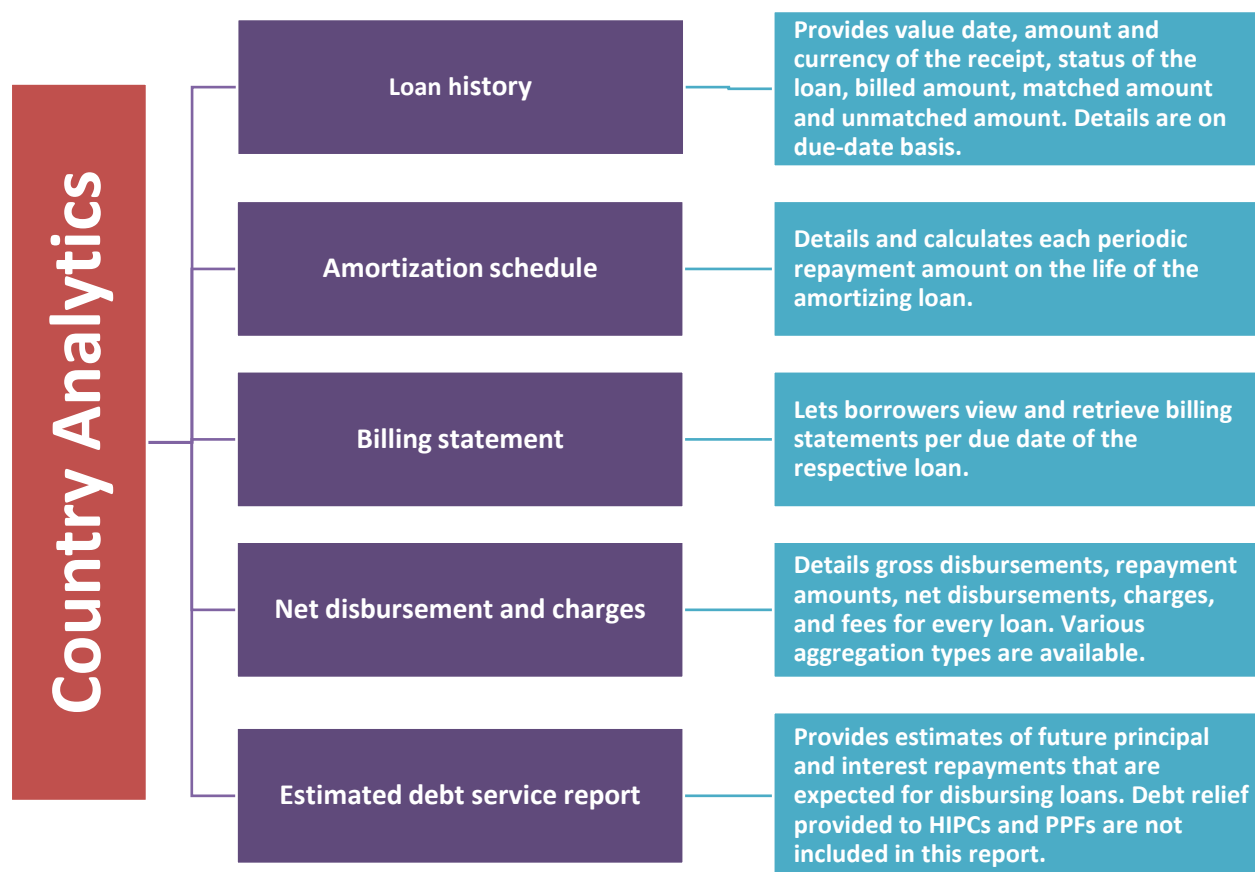 Country Analytics
Loan history
Provides value date, amount and
currency of the receipt, status of the
loan, billed amount, matched amount
and unmatched amount. Details are on
due-date basis.
Amortization schedule
Details and calculates each periodic
repayment amount on the life of the
amortizing loan.
Billing statement
Lets borrowers view and retrieve billing
statements per due date of the
respective loan.
Net disbursement and charges
Details gross disbursements, repayment
amounts, net disbursements, charges,
and fees for every loan. Various
aggregation types are available.
Estimated debt service report
Provides estimates of future principal
and interest repayments that are
expected for disbursing loans. Debt relief
provided to HIPCs and PPFs are not
included in this report.